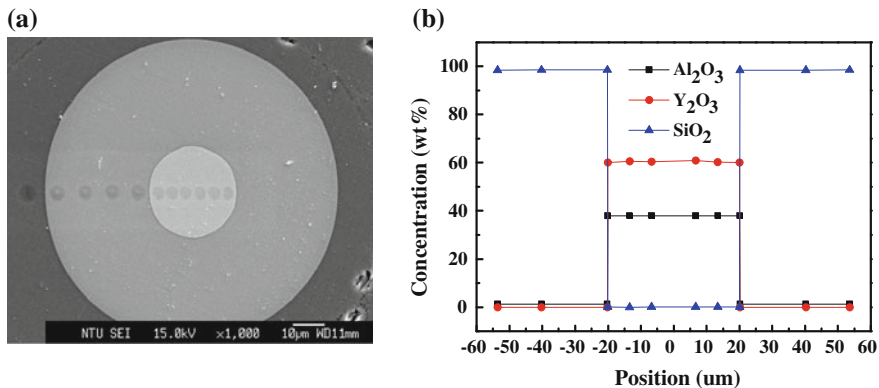 (a)
NTU SEI 15.0kV ×1,000 10μm WD11mm
(b)
Concentration (wt%)
100
80
60
40
20
0
Al₂O₃
Y₂O₃
SiO₂
-60 -50 -40 -30 -20 -10 0 10 20 30 40 50 60
Position (um)